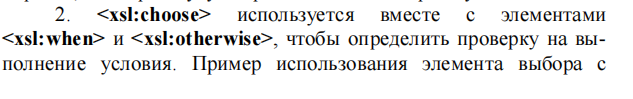 2. <xsl:choose> используется вместе с элементами
<xsl:when> и <xsl:otherwise>, чтобы определить проверку на вы-
полнение условия. Пример использования элемента выбора с